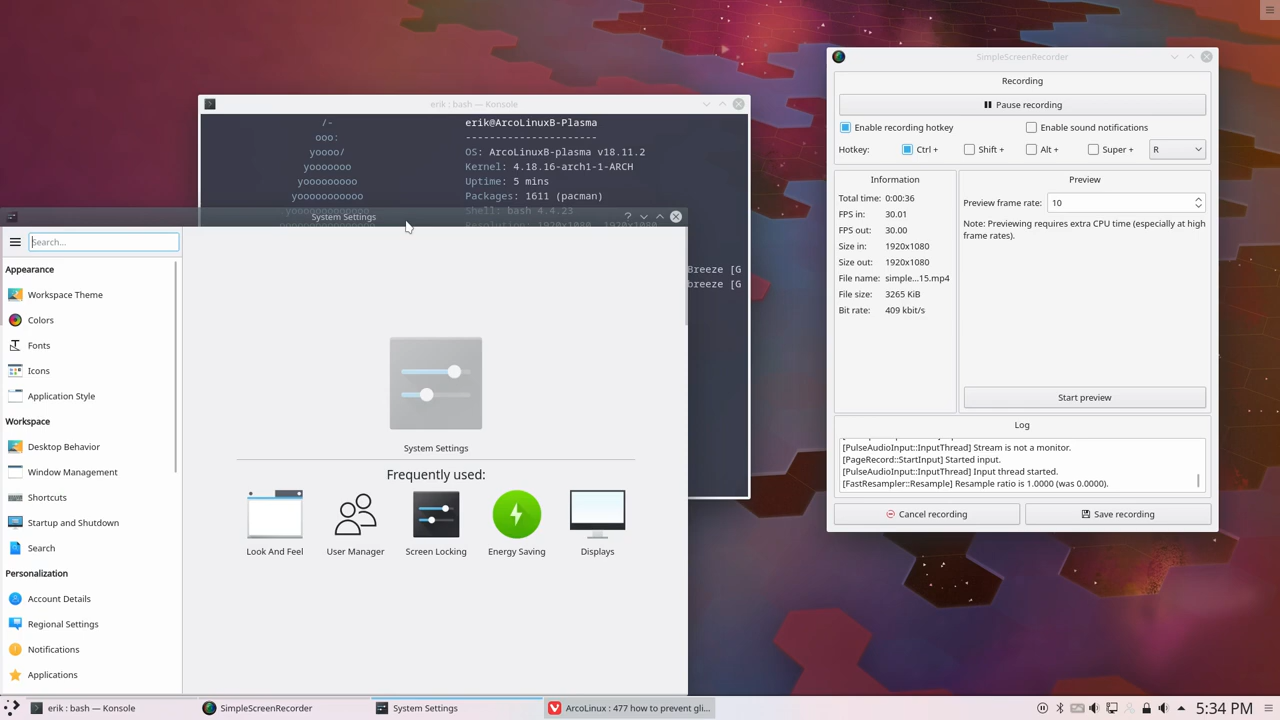 erik : bash — Konsole
/-
ooo:
yoooo/
yooooooo
yooooooooo
yooooooooooo
.yooooooooooo
erik@ArcoLinuxB-Plasma
----------------------
OS: ArcoLinuxB-plasma v18.11.2
Kernel: 4.18.16-arch1-1-ARCH
Uptime: 5 mins
Packages: 1611 (pacman)
Shell: bash 4.4.23
Resolution: 1920x1080, 1920x1080
Breeze [G
breeze [G
System Settings
?
Search...
Appearance
Workspace Theme
Colors
Fonts
Icons
Application Style
Workspace
Desktop Behavior
Window Management
Shortcuts
Startup and Shutdown
Search
Personalization
Account Details
Regional Settings
Notifications
Applications
System Settings
Frequently used:
Look And Feel
User Manager
Screen Locking
Energy Saving
Displays
SimpleScreenRecorder
Recording
Pause recording
Enable recording hotkey
Enable sound notifications
Hotkey: Ctrl + Shift + Alt + Super + R
Information
Total time: 0:00:36
FPS in: 30.01
FPS out: 30.00
Size in: 1920x1080
Size out: 1920x1080
File name: simple...15.mp4
File size: 3265 KiB
Bit rate: 409 kbit/s
Preview
Preview frame rate: 10
Note: Previewing requires extra CPU time (especially at high
frame rates).
Start preview
Log
[PulseAudioInput::InputThread] Stream is not a monitor.
[PageRecord::StartInput] Started input.
[PulseAudioInput::InputThread] Input thread started.
[FastResampler::Resample] Resample ratio is 1.0000 (was 0.0000).
Cancel recording
Save recording
erik : bash — Konsole
SimpleScreenRecorder
System Settings
ArcoLinux : 477 how to prevent gli...
5:34 PM